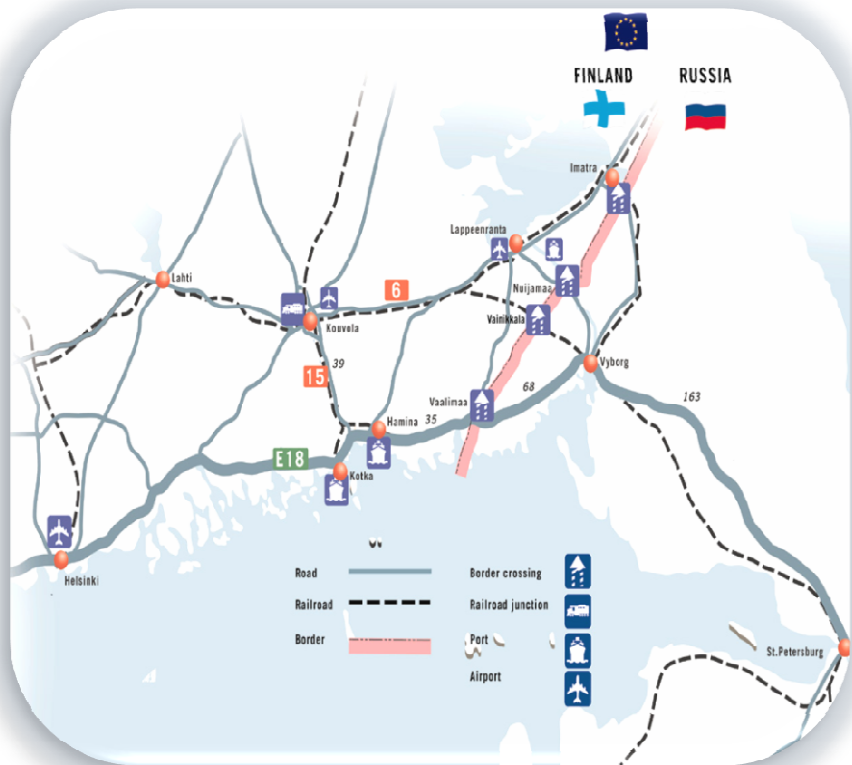 FINLAND
RUSSIA
Imatra
Lappeenranta
Lahti
Nuijamaa
6
Vainikkala
Kouvola
39
Vyborg
15
68
Vaalimaa
163
Hamina
35
E18
Kotka
Helsinki
Road
Border crossing
Railroad
Railroad junction
Border
Port
St.Petersburg
Airport